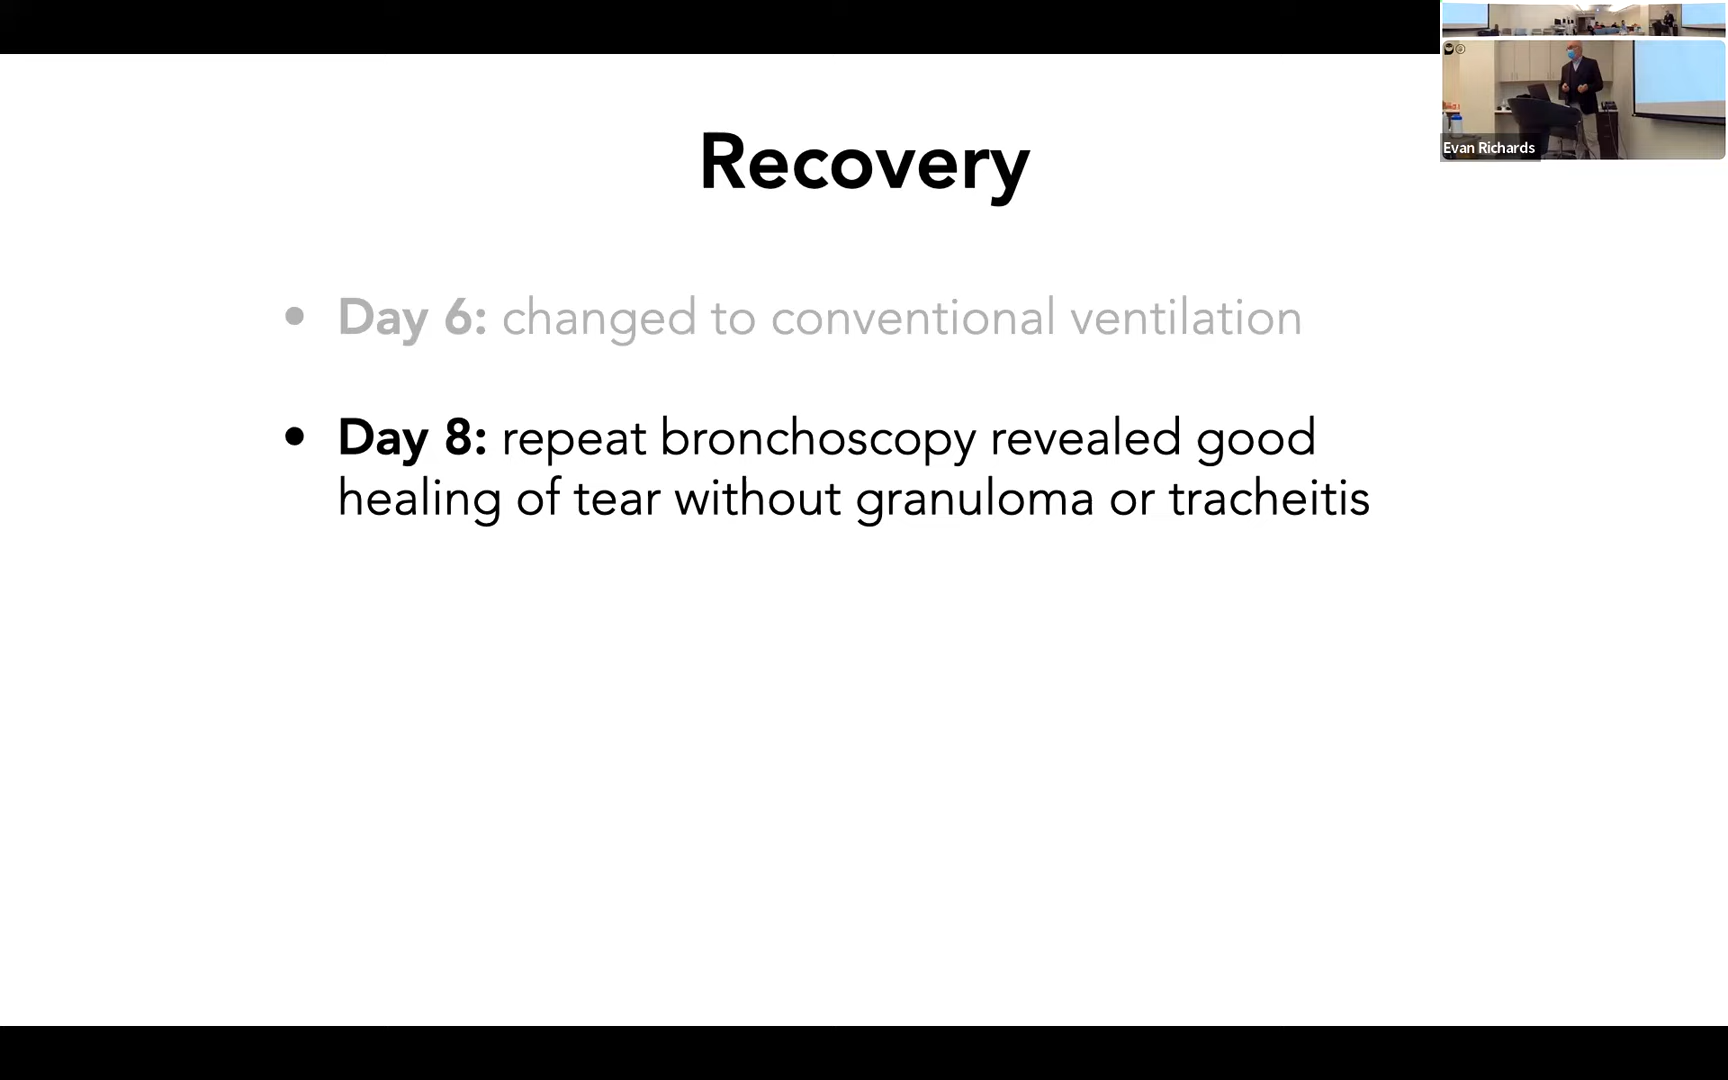 Recovery
• Day 6: changed to conventional ventilation
• Day 8: repeat bronchoscopy revealed good
healing of tear without granuloma or tracheitis
Evan Richards